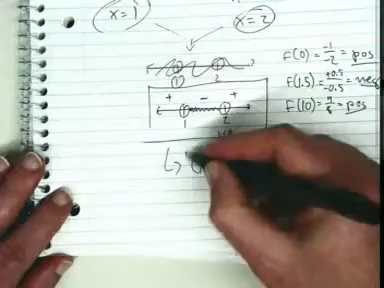 x=1 x=2
f(0) = -1/-2 = pos
1 2
f(1.5) = +0.5/-0.5 = neg
+ - +
f(10) = 9/8 = pos
1 2